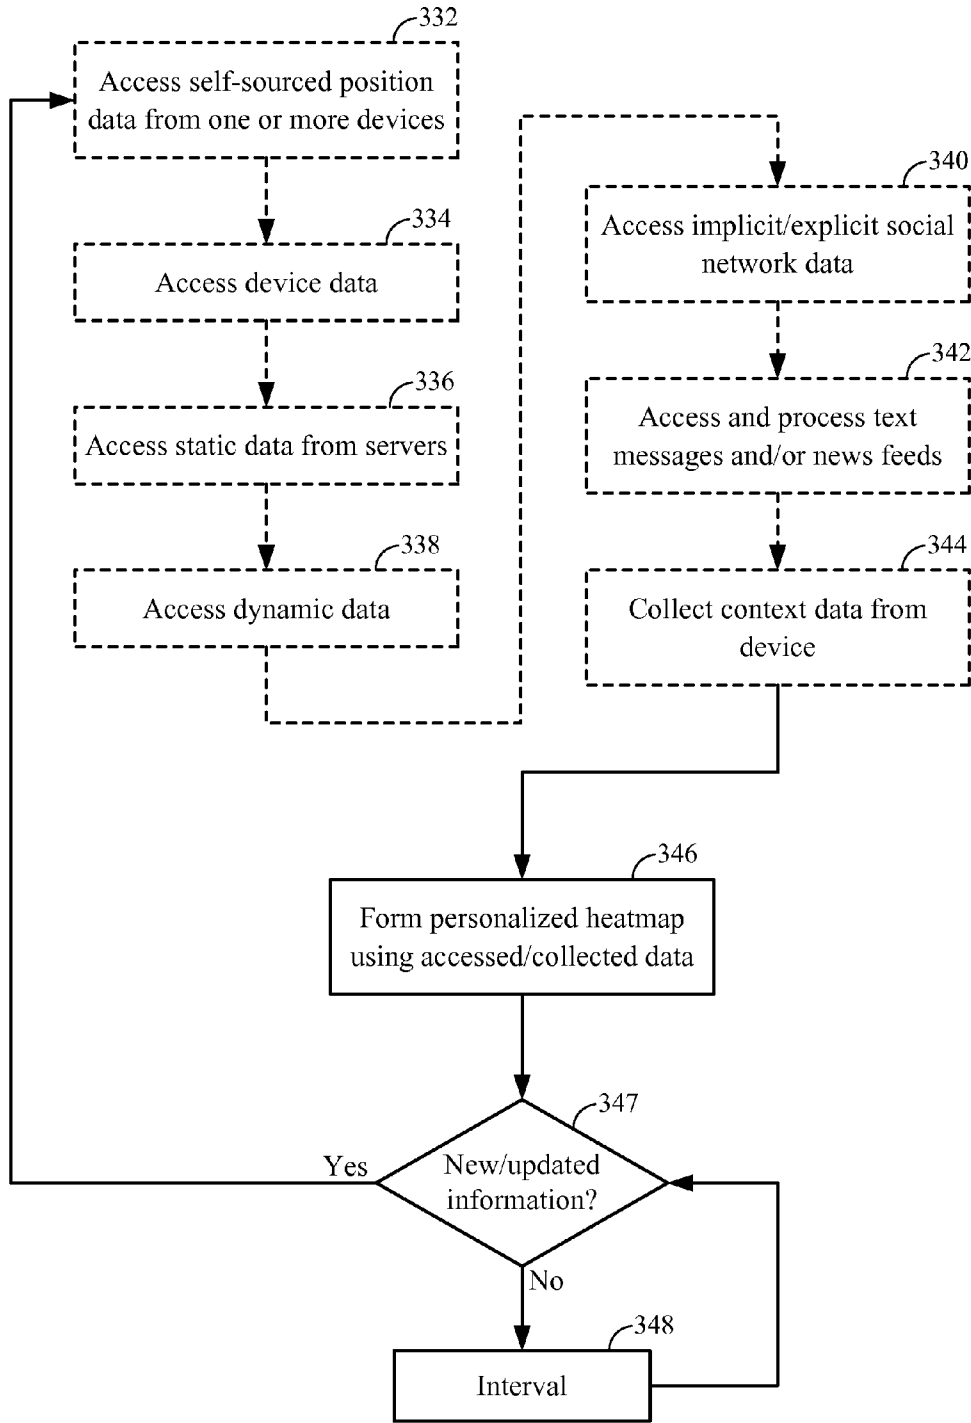 332
Access self-sourced position
data from one or more devices
334
Access device data
336
Access static data from servers
338
Access dynamic data
340
Access implicit/explicit social
network data
342
Access and process text
messages and/or news feeds
344
Collect context data from
device
346
Form personalized heatmap
using accessed/collected data
347
New/updated
information?
Yes
No
348
Interval